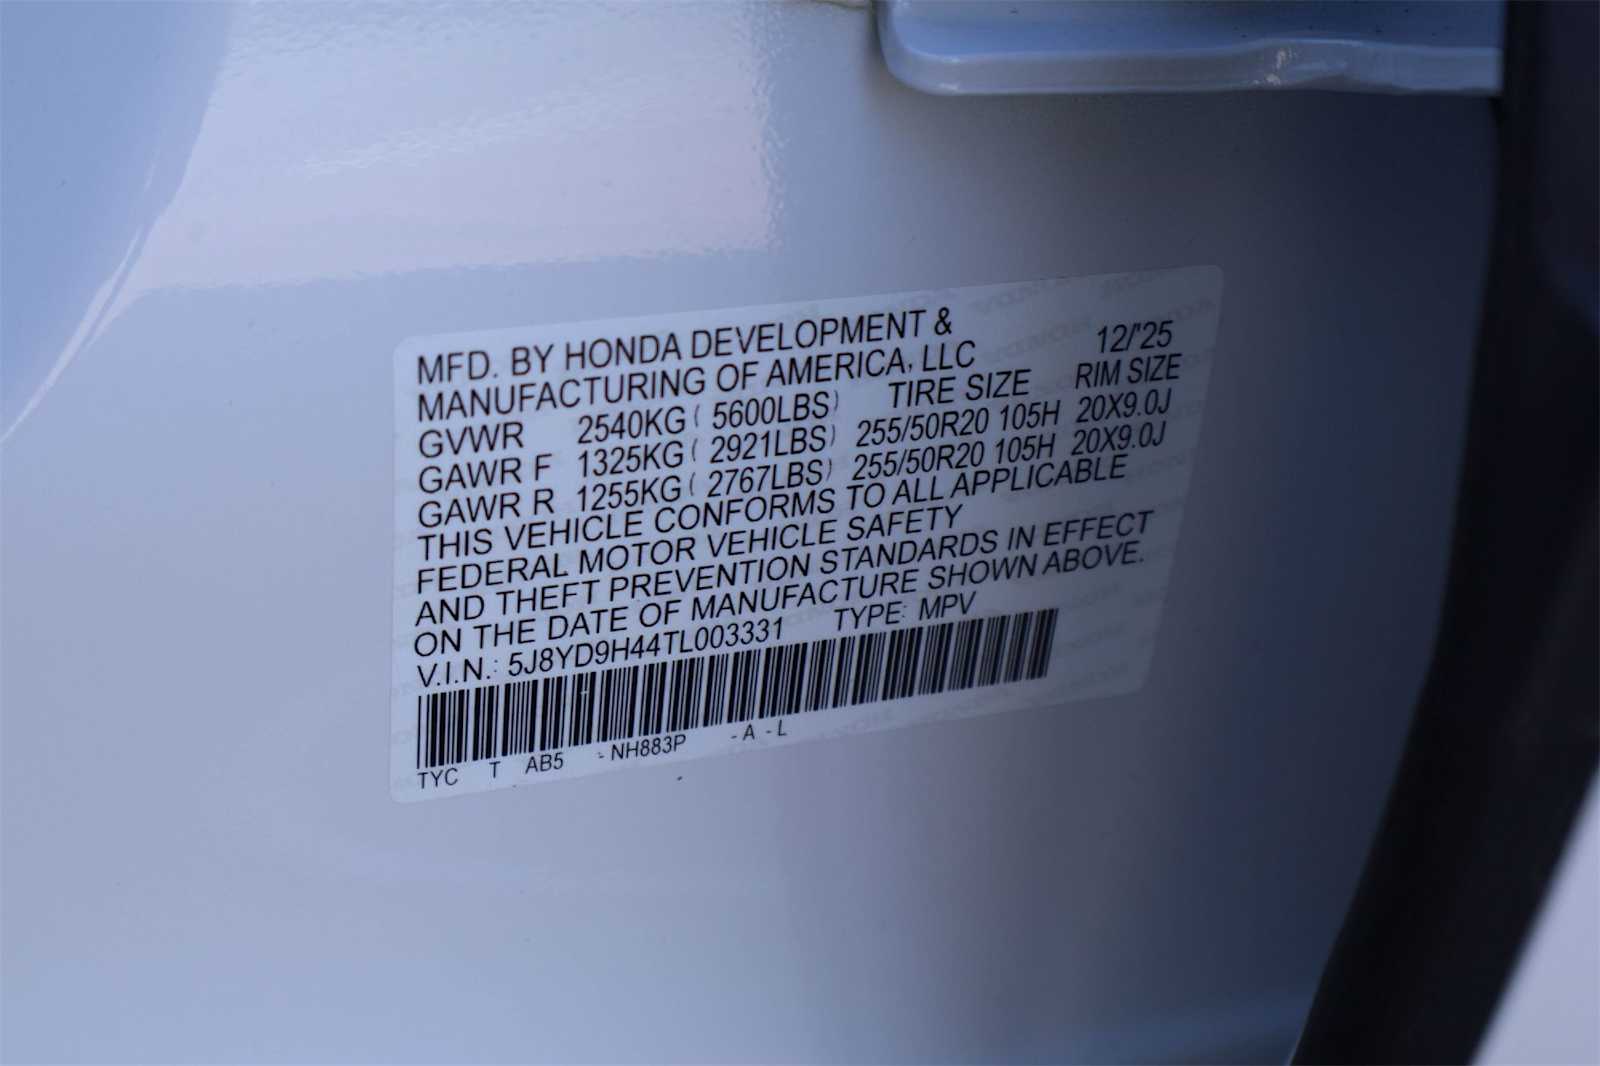 MFD. BY HONDA DEVELOPMENT & 12/'25
MANUFACTURING OF AMERICA, LLC
TIRE SIZE RIM SIZE
GVWR 2540KG ( 5600LBS)
GAWR F 1325KG ( 2921LBS) 255/50R20 105H 20X9.0J
GAWR R 1255KG ( 2767LBS) 255/50R20 105H 20X9.0J
THIS VEHICLE CONFORMS TO ALL APPLICABLE
FEDERAL MOTOR VEHICLE SAFETY
AND THEFT PREVENTION STANDARDS IN EFFECT
ON THE DATE OF MANUFACTURE SHOWN ABOVE.
V.I.N.: 5J8YD9H44TL003331 TYPE: MPV
TYC T AB5 -NH883P -A -L